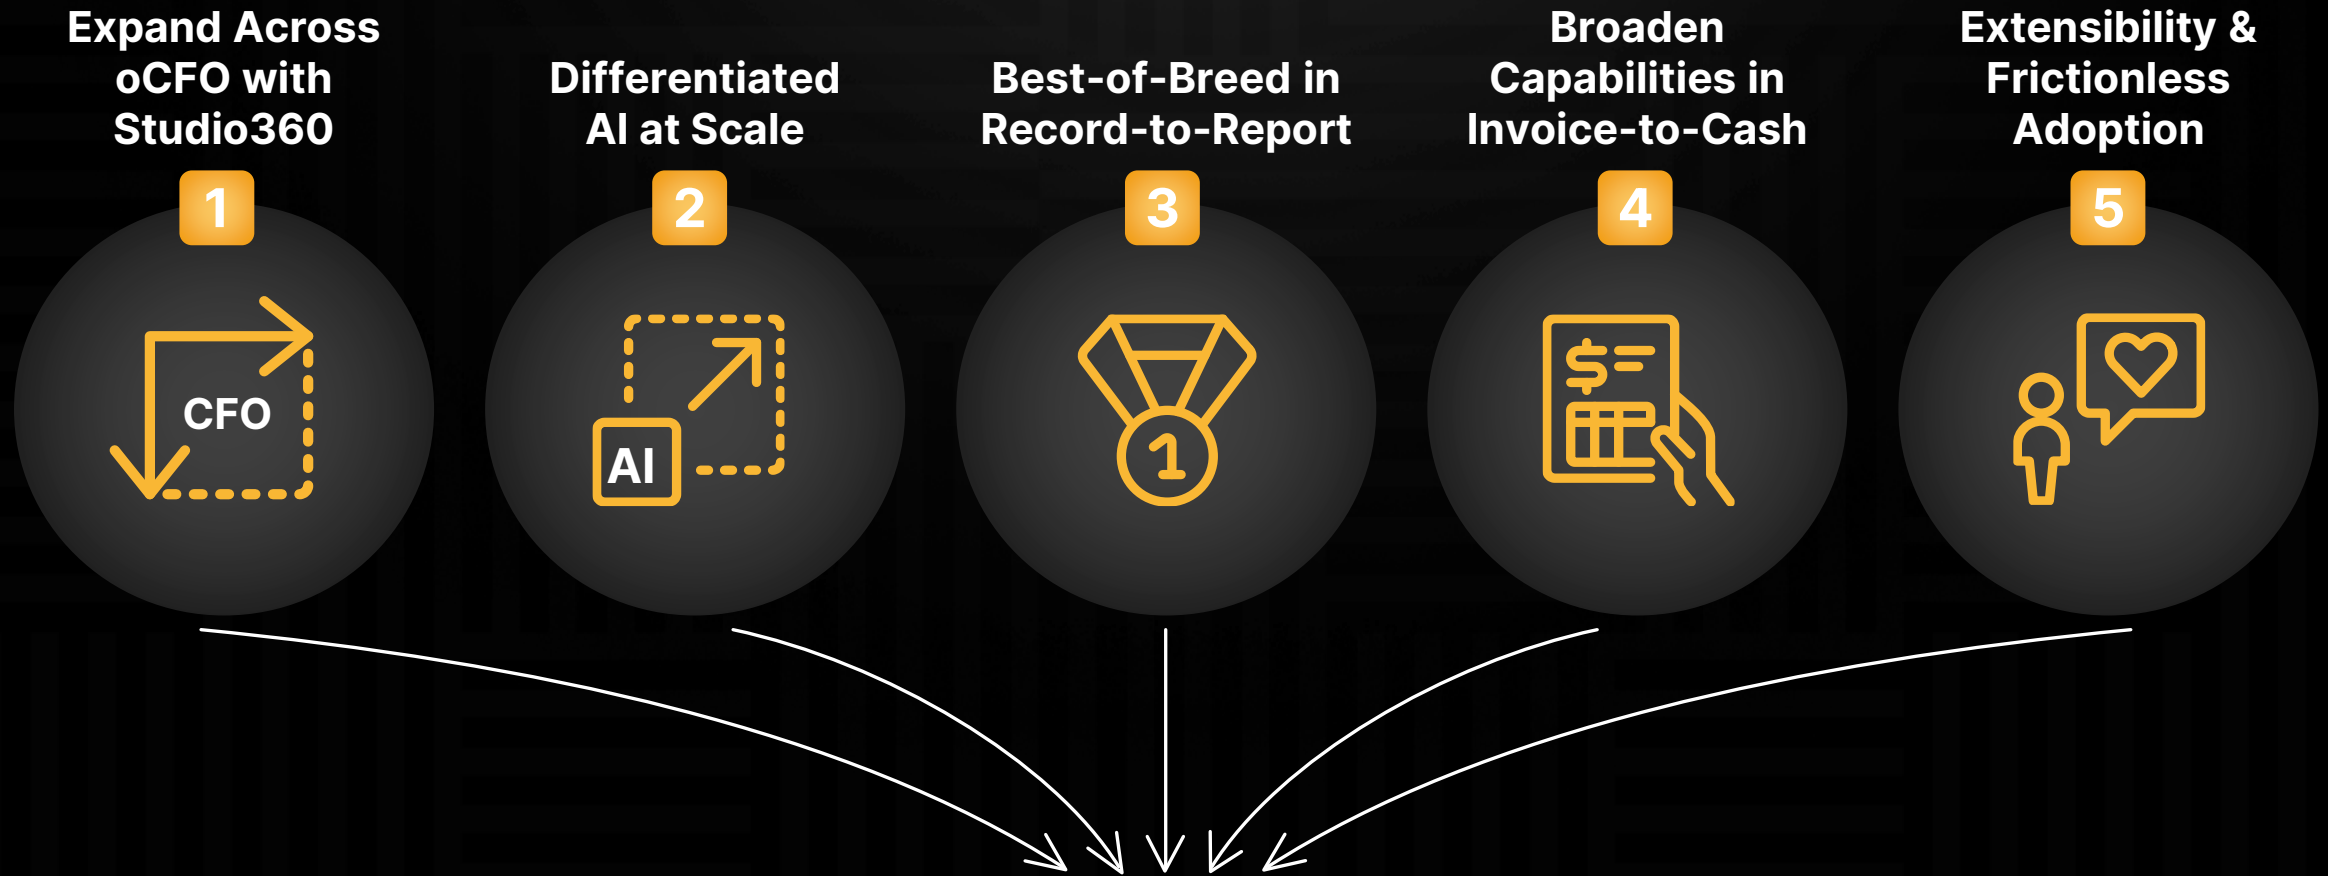 Expand Across
oCFO with
Studio360
1
CFO
Differentiated
AI at Scale
2
AI
Best-of-Breed in
Record-to-Report
3
1
Broaden
Capabilities in
Invoice-to-Cash
4
$
Extensibility &
Frictionless
Adoption
5